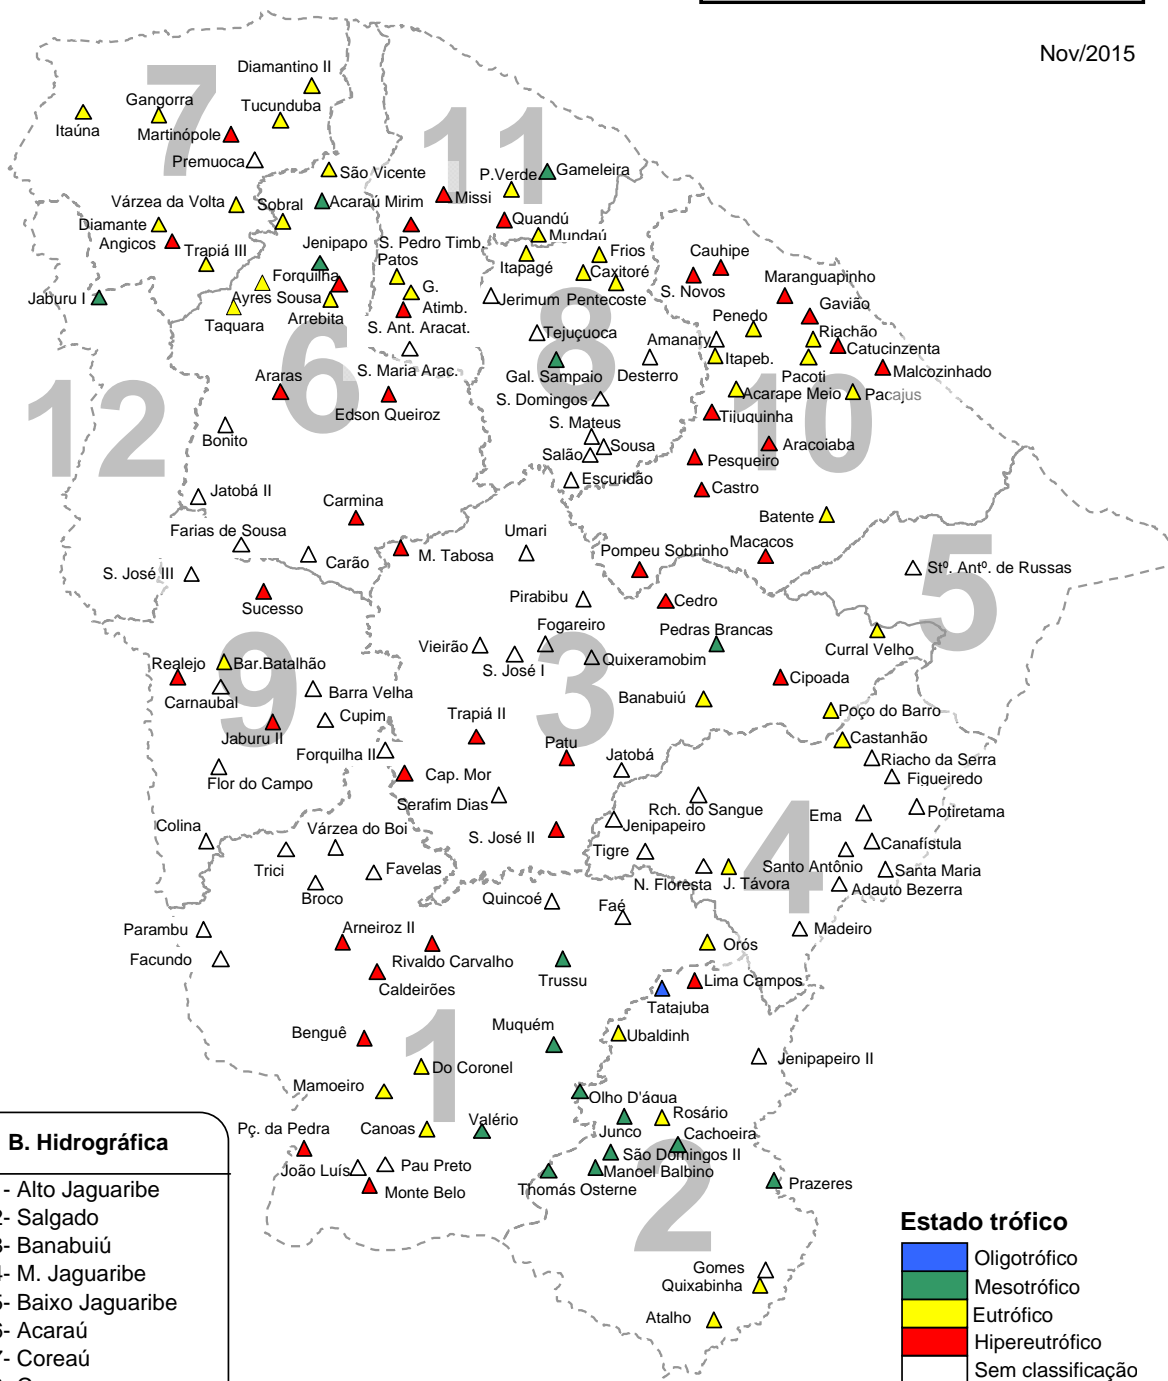 Nov/2015
7
11
Diamantino II
Gangorra
Tucunduba
Itaúna
Martinópole
Premuoca
São Vicente
P.Verde
Gameleira
Missi
Várzea da Volta
Sobral
Acaraú Mirim
Quandú
Diamante
Angicos
Jenipapo
S. Pedro Timb.
Mundaú
Trapiá III
Patos
Itapagé
Frios
Cauhipe
Forquilha
Caxitoré
Maranguapinho
Jaburu I
Ayres Sousa
G.
Jerimum
Pentecoste
S. Novos
Gavião
Taquara
Arrebita
Atimb.
Penedo
Riachão
S. Ant. Aracat.
Tejuçuoca
Amanary
Catucinzenta
6
8
S. Maria Arac.
Gal. Sampaio
Desterro
Itapeb.
Pacoti
Malcozinhado
Araras
12
Edson Queiroz
S. Domingos
Acarape Meio
Pacajus
10
Tijuquinha
Bonito
S. Mateus
Sousa
Aracoiaba
Salão
Pesqueiro
Escuridão
Castro
Jatobá II
Carmina
Batente
Farias de Sousa
Umari
Macacos
Carão
M. Tabosa
Pompeu Sobrinho
5
S. José III
Stº. Antº. de Russas
Sucesso
Pirabibu
Cedro
Fogareiro
Pedras Brancas
Vieirão
3
Curral Velho
S. José I
Quixeramobim
9
Realejo
Bar.Batalhão
Cipoada
Carnaubal
Barra Velha
Banabuiú
Poço do Barro
Cupim
Trapiá II
Jaburu II
Patu
Castanhão
Forquilha II
Jatobá
Riacho da Serra
Flor do Campo
Cap. Mor
Figueiredo
Serafim Dias
Rch. do Sangue
4
Potiretama
Ema
Colina
Várzea do Boi
S. José II
Jenipapeiro
Canafístula
Trici
Tigre
Santo Antônio
Favelas
N. Floresta
J. Távora
Santa Maria
Broco
Adauto Bezerra
Quincoé
Faé
Parambu
Arneiroz II
Madeiro
Facundo
Rivaldo Carvalho
Orós
Caldeirões
Trussu
Lima Campos
Tatajuba
Benguê
1
Muquém
Ubaldinh
Jenipapeiro II
Do Coronel
Mamoeiro
Olho D'água
Rosário
Pç. da Pedra
Canoas
Valério
Junco
Cachoeira
João Luís
Pau Preto
São Domingos II
Manoel Balbino
2
Monte Belo
Thomás Osterne
Prazeres
Gomes
Quixabinha
Atalho
B. Hidrográfica
- Alto Jaguaribe
- Salgado
- Banabuiú
- M. Jaguaribe
- Baixo Jaguaribe
- Acaraú
- Coreaú
Estado trófico
Oligotrófico
Mesotrófico
Eutrófico
Hipereutrófico
Sem classificação